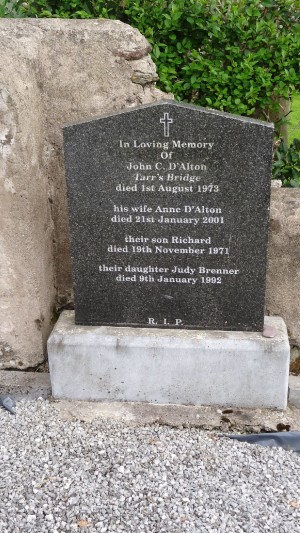 In Loving Memory
Of
John C. D'Alton
Tarr's Bridge
died 1st August 1973
his wife Anne D'Alton
died 21st January 2001
their son Richard
died 19th November 1971
their daughter Judy Brenner
died 9th January 1992
R. I. P.